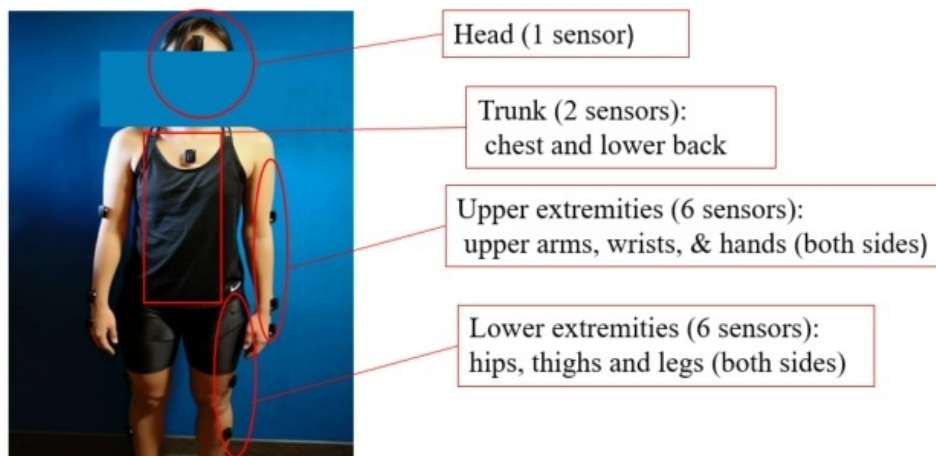 Head (1 sensor)
Trunk (2 sensors):
chest and lower back
Upper extremities (6 sensors):
upper arms, wrists, & hands (both sides)
Lower extremities (6 sensors):
hips, thighs and legs (both sides)